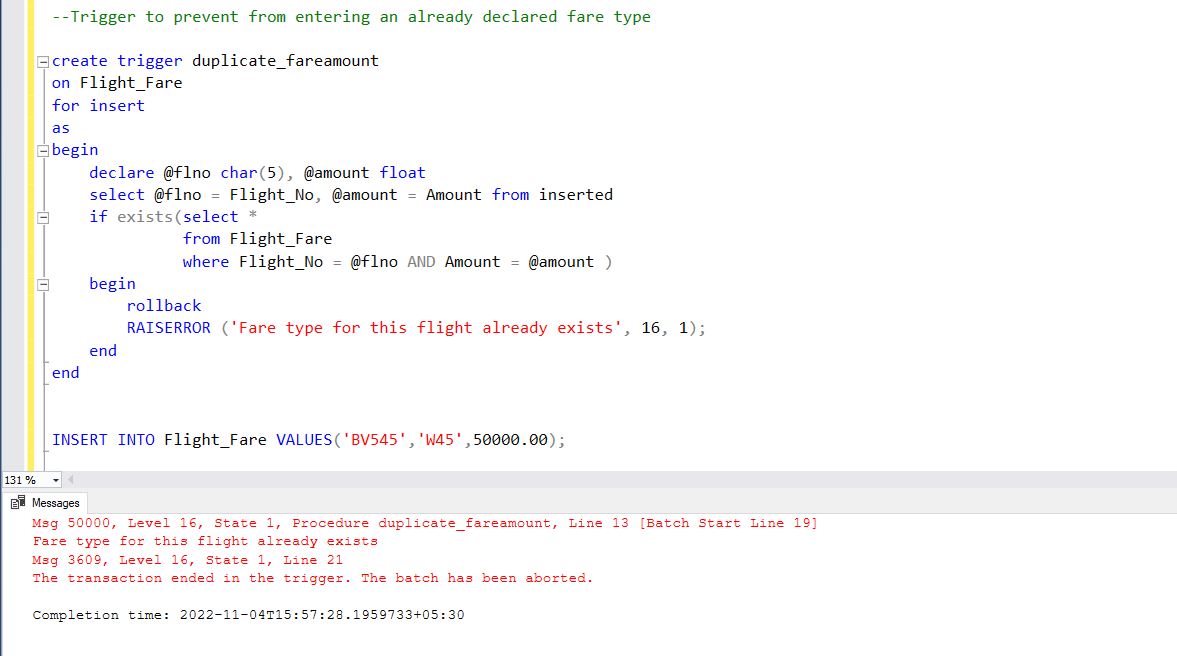 --Trigger to prevent from entering an already declared fare type
create trigger duplicate_fareamount
on Flight_Fare
for insert
as
begin
declare @flno char(5), @amount float
select @flno = Flight_No, @amount = Amount from inserted
if exists(select *
from Flight_Fare
where Flight_No = @flno AND Amount = @amount )
begin
rollback
RAISERROR ('Fare type for this flight already exists', 16, 1);
end
end
INSERT INTO Flight_Fare VALUES('BV545','W45',50000.00);
131 %
Messages
Msg 50000, Level 16, State 1, Procedure duplicate_fareamount, Line 13 [Batch Start Line 19]
Fare type for this flight already exists
Msg 3609, Level 16, State 1, Line 21
The transaction ended in the trigger. The batch has been aborted.
Completion time: 2022-11-04T15:57:28.1959733+05:30